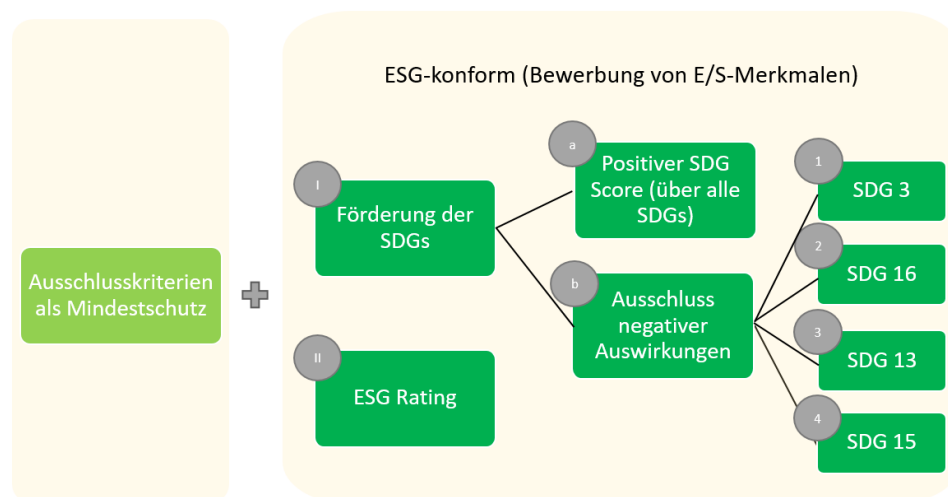 ESG-konform (Bewerbung von E/S-Merkmalen)
Ausschlusskriterien
als Mindestschutz
I
Förderung der
SDGs
II
ESG Rating
a
Positiver SDG
Score (über alle
SDGs)
b
Ausschluss
negativer
Auswirkungen
1
SDG 3
2
SDG 16
3
SDG 13
4
SDG 15